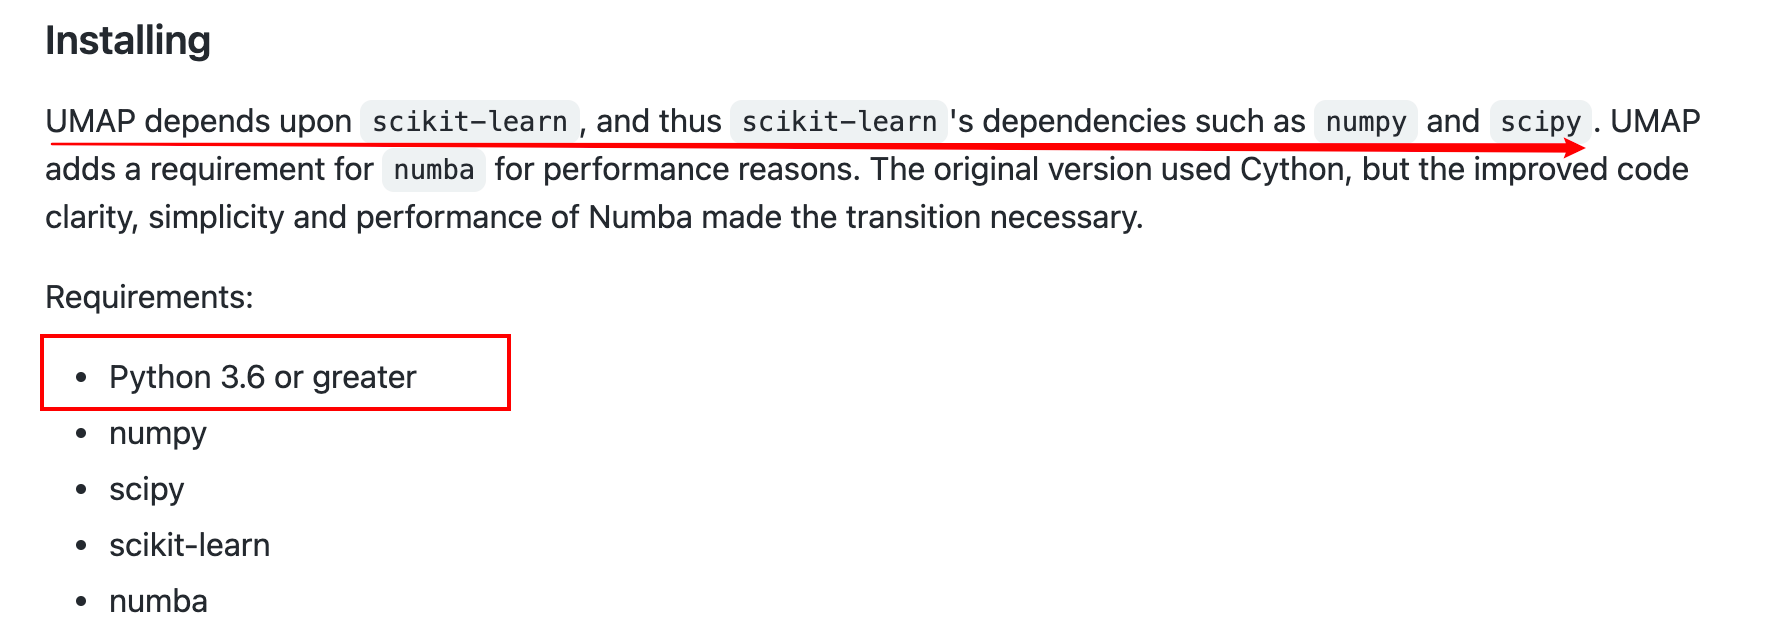 Installing
UMAP depends upon scikit-learn, and thus scikit-learn's dependencies such as numpy and scipy. UMAP
adds a requirement for numba for performance reasons. The original version used Cython, but the improved code
clarity, simplicity and performance of Numba made the transition necessary.
Requirements:
• Python 3.6 or greater
• numpy
• scipy
• scikit-learn
• numba